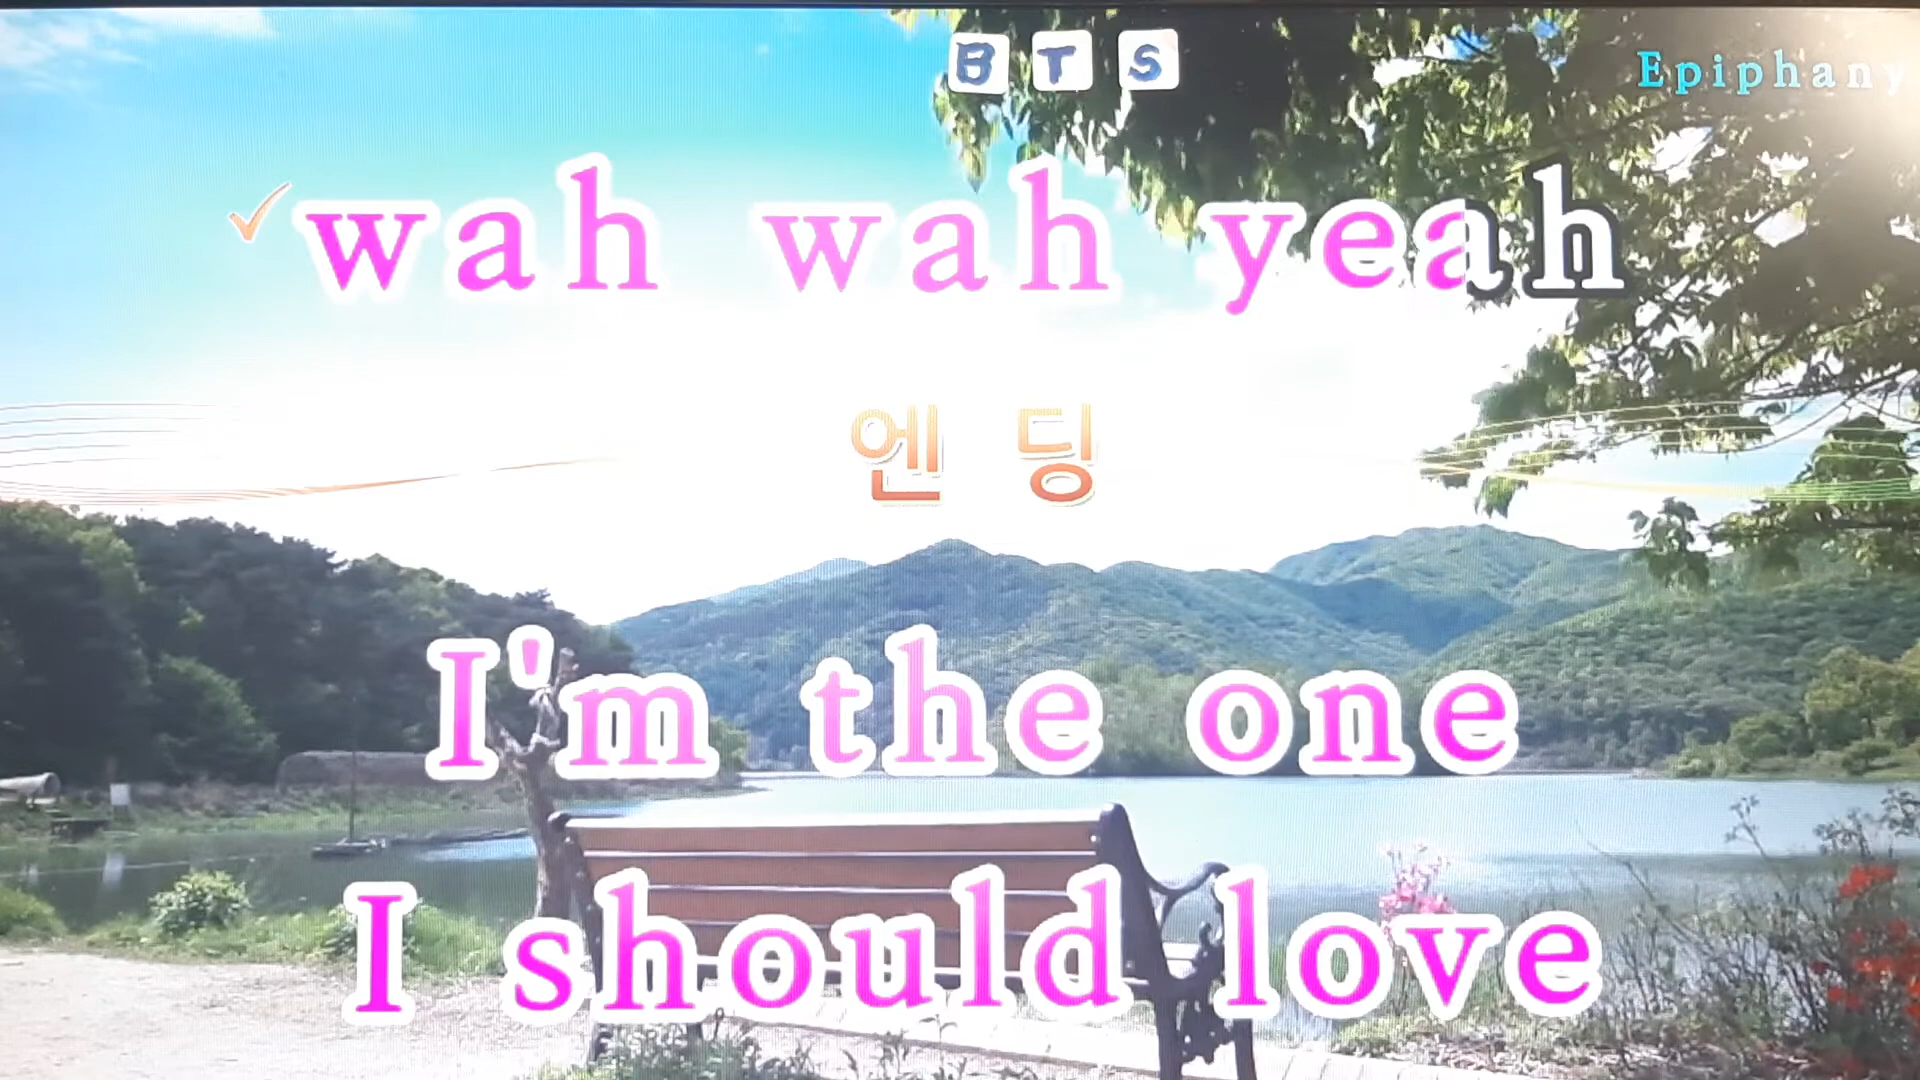 BTS
Epiphany
wah wah yeah
엔딩
I'm the one
I should love